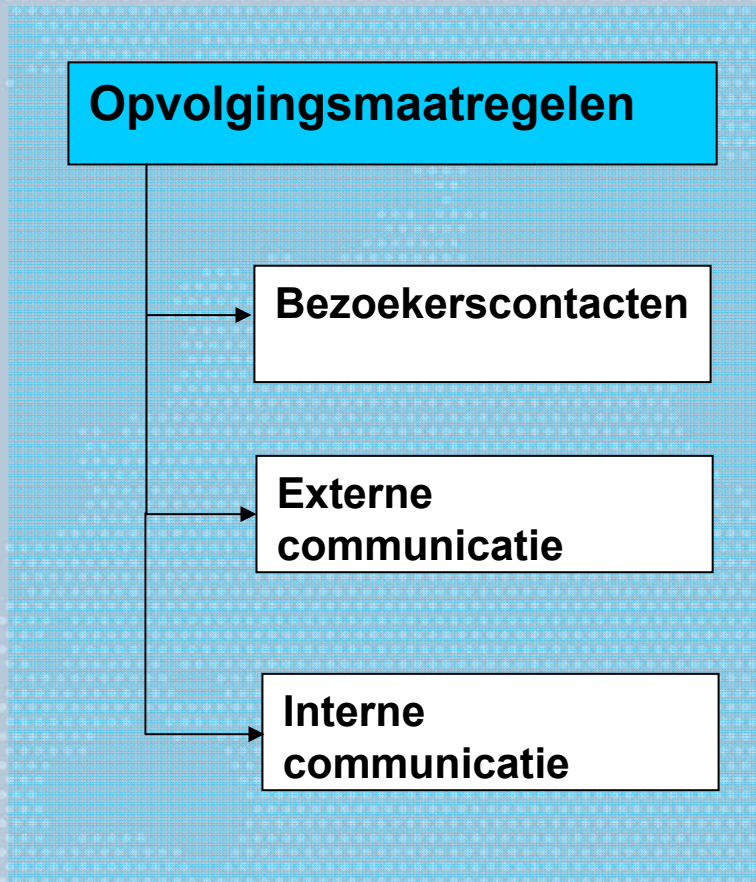 Opvolgingsmaatregelen
Bezoekerscontacten
Externe
communicatie
Interne
communicatie